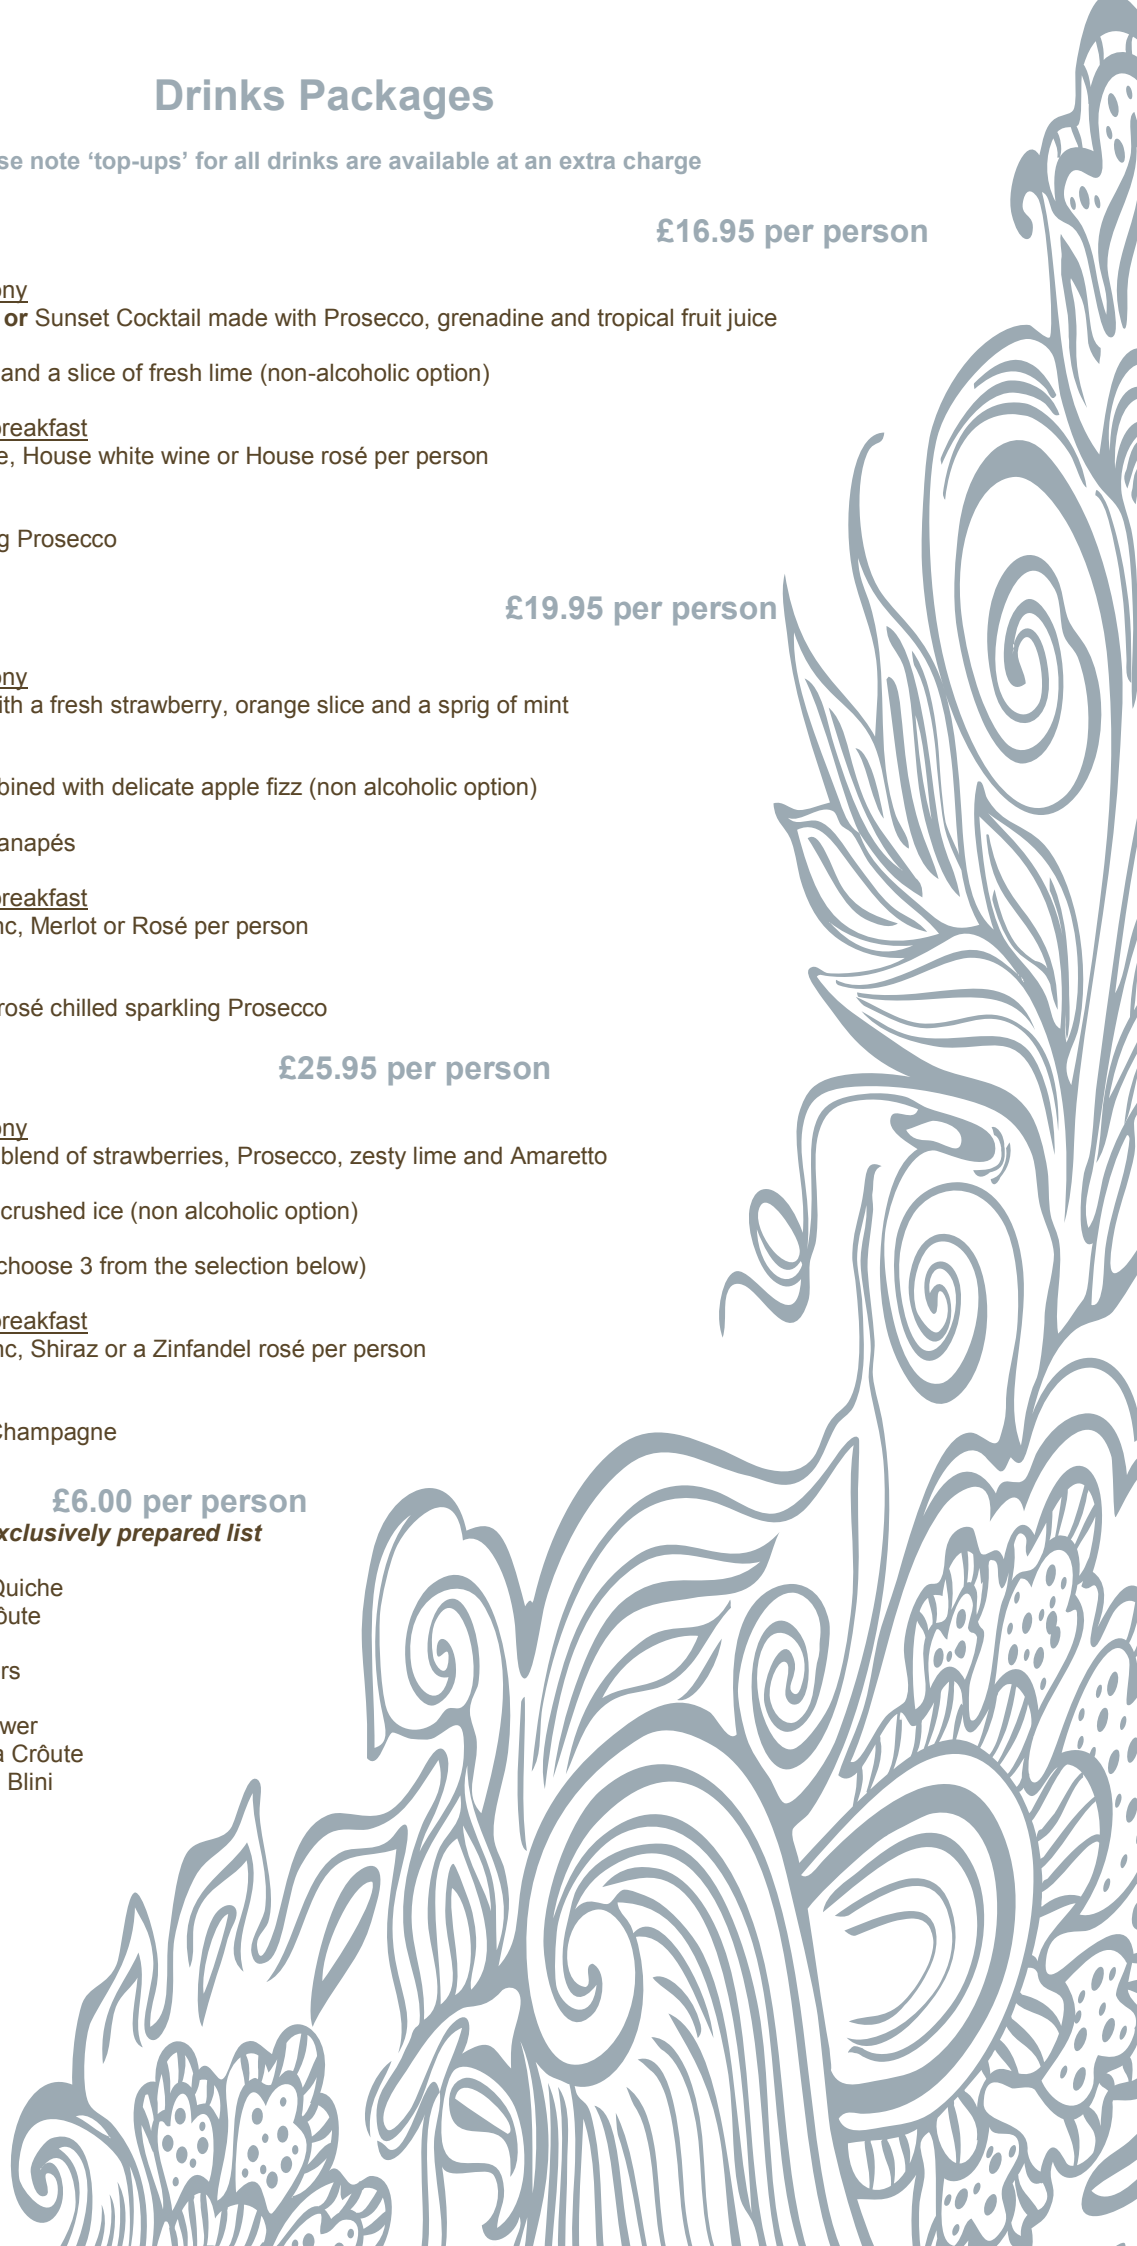 Drinks Packages
se note ‘top-ups’ for all drinks are available at an extra charge
£16.95 per person
ony
or Sunset Cocktail made with Prosecco, grenadine and tropical fruit juice
and a slice of fresh lime (non-alcoholic option)
breakfast
e, House white wine or House rosé per person
g Prosecco
£19.95 per person
ony
ith a fresh strawberry, orange slice and a sprig of mint
bined with delicate apple fizz (non alcoholic option)
anapés
breakfast
nc, Merlot or Rosé per person
rosé chilled sparkling Prosecco
£25.95 per person
ony
blend of strawberries, Prosecco, zesty lime and Amaretto
crushed ice (non alcoholic option)
choose 3 from the selection below)
breakfast
nc, Shiraz or a Zinfandel rosé per person
Champagne
£6.00 per person
xclusively prepared list
Quiche
ôute
rs
wer
a Crôute
Blini